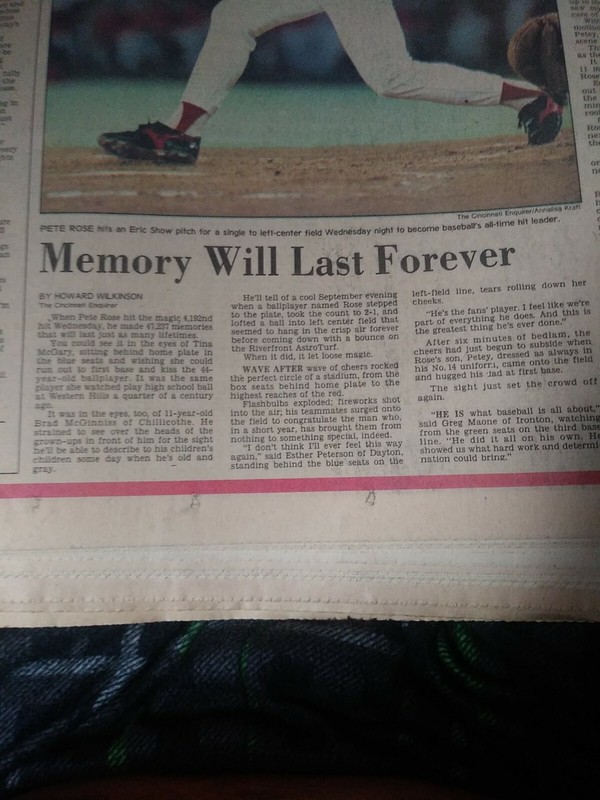 The Cincinnati Enquirer/Annalisa Kraft
PETE ROSE hits an Eric Show pitch for a single to left-center field Wednesday night to become baseball's all-time hit leader.
Memory Will Last Forever
BY HOWARD WILKINSON
The Cincinnati Enquirer
When Pete Rose hit the magic 4,192nd
hit Wednesday, he made 47,237 memories
that will last just as many lifetimes.
You could see it in the eyes of Tina
McGary, sitting behind home plate in
the blue seats and wishing she could
run out to first base and kiss the 44-
year-old ballplayer. It was the same
player she watched play high school ball
at Western Hills a quarter of a century
age.
It was in the eyes, too, of 11-year-old
Brad McGinniss of Chillicothe. He
strained to see over the heads of the
grown-ups in front of him for the sight
he'll be able to describe to his children's
children some day when he's old and
gray.
He'll tell of a cool September evening
when a ballplayer named Rose stepped
to the plate, took the count to 2-1, and
lofted a ball into left center field that
seemed to hang in the crisp air forever
before coming down with a bounce on
the Riverfront AstroTurf.
When it did, it let loose magic.
WAVE AFTER wave of cheers rocked
the perfect circle of a stadium, from the
box seats behind home plate to the
highest reaches of the red.
Flashbulbs exploded; fireworks shot
into the air; his teammates surged onto
the field to congratulate the man who,
in a short year, has brought them from
nothing to something special, indeed.
"I don't think I'll ever feel this way
again," said Esther Peterson of Dayton,
standing behind the blue seats on the
left-field line, tears rolling down her
cheeks.
"He's the fans' player. I feel like we're
part of everything he does. And this is
the greatest thing he's ever done."
After six minutes of bedlam, the
cheers had just begun to subside when
Rose's son, Petey, dressed as always in
his No. 14 uniform, came onto the field
and hugged his dad at first base.
The sight just set the crowd off
again.
"HE IS what baseball is all about,"
said Greg Maone of Ironton, watching
from the green seats on the third base
line. "He did it all on his own. He
showed us what hard work and determi-
nation could bring."